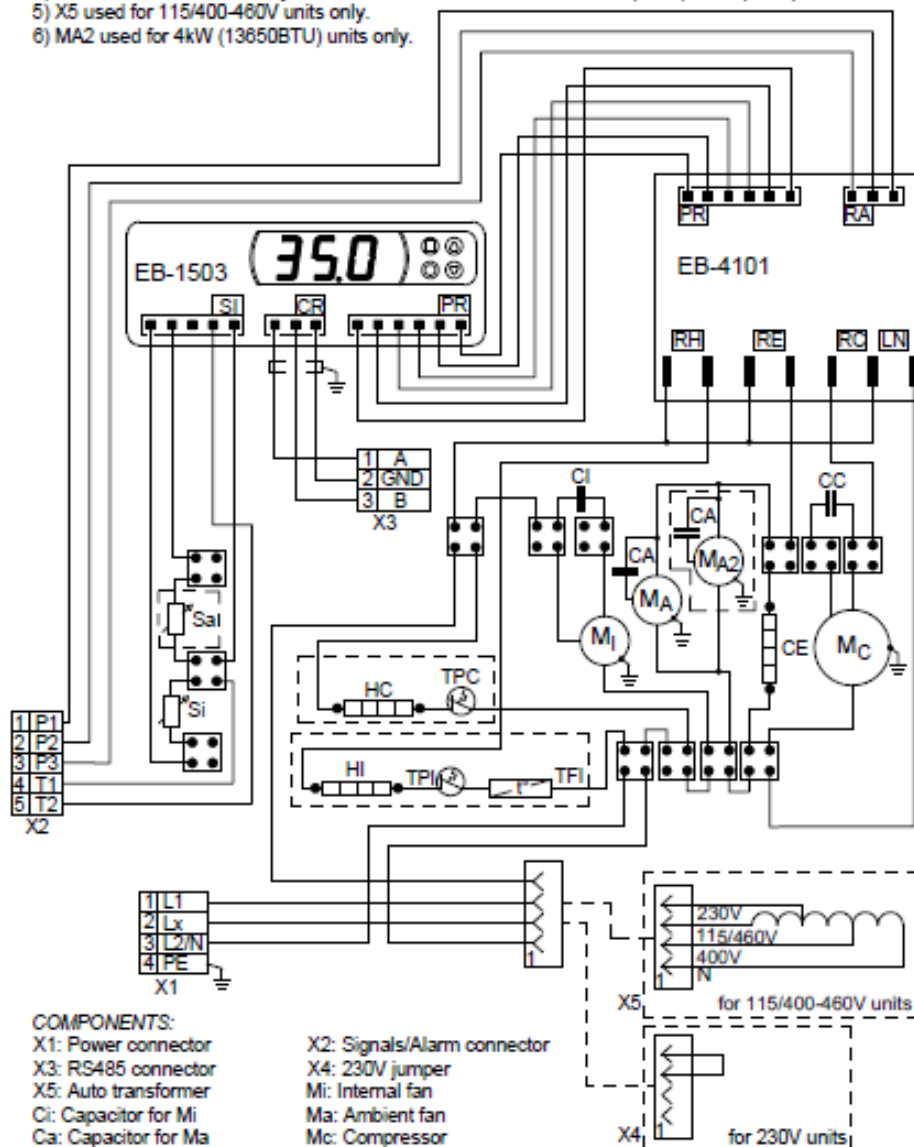 5) X5 used for 115/400-460V units only.
6) MA2 used for 4kW (13650BTU) units only.
PR
RA
EB-4101
EB-1503
35.0
SI
CR
PR
RH
RE
RC
LN
1 A
2 GND
3 B
X3
CI
CC
CA
CA
MA2
MA
MI
CE
MC
Sai
Si
HC
TPC
HI
TPI
t°
TFI
1 P1
2 P2
3 P3
4 T1
5 T2
X2
1 L1
2 Lx
3 L2/N
4 PE
X1
1
230V
115/460V
400V
N
1
X5
for 115/400-460V units
1
X4
for 230V units
COMPONENTS:
X1: Power connector
X2: Signals/Alarm connector
X3: RS485 connector
X4: 230V jumper
X5: Auto transformer
Mi: Internal fan
Ci: Capacitor for Mi
Ma: Ambient fan
Ca: Capacitor for Ma
Mc: Compressor